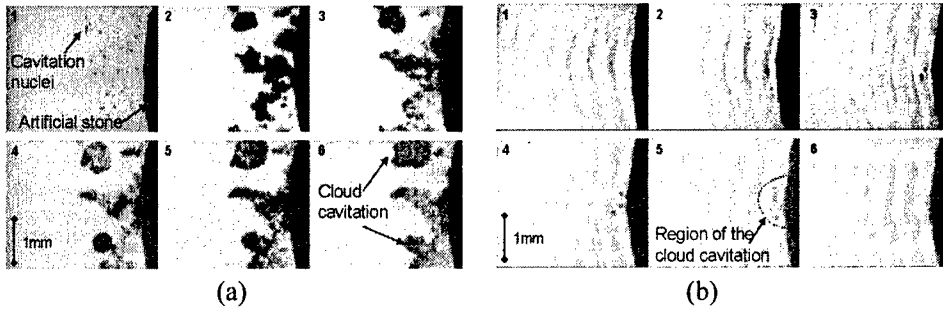 1
2
3
Cavitation
nuclei
Artificial stone
4
5
6
Cloud
cavitation
1mm
(a)
1
2
3
4
5
6
Region of the
cloud cavitation
1mm
(b)